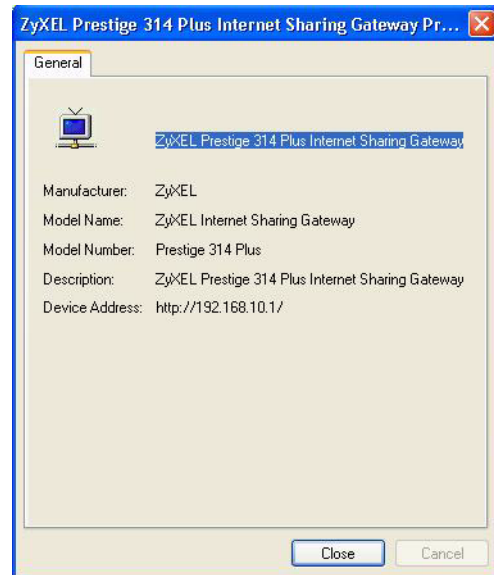 ZyXEL Prestige 314 Plus Internet Sharing Gateway Pr...
General
ZyXEL Prestige 314 Plus Internet Sharing Gateway
Manufacturer: ZyXEL
Model Name: ZyXEL Internet Sharing Gateway
Model Number: Prestige 314 Plus
Description: ZyXEL Prestige 314 Plus Internet Sharing Gateway
Device Address: http://192.168.10.1/
Close Cancel